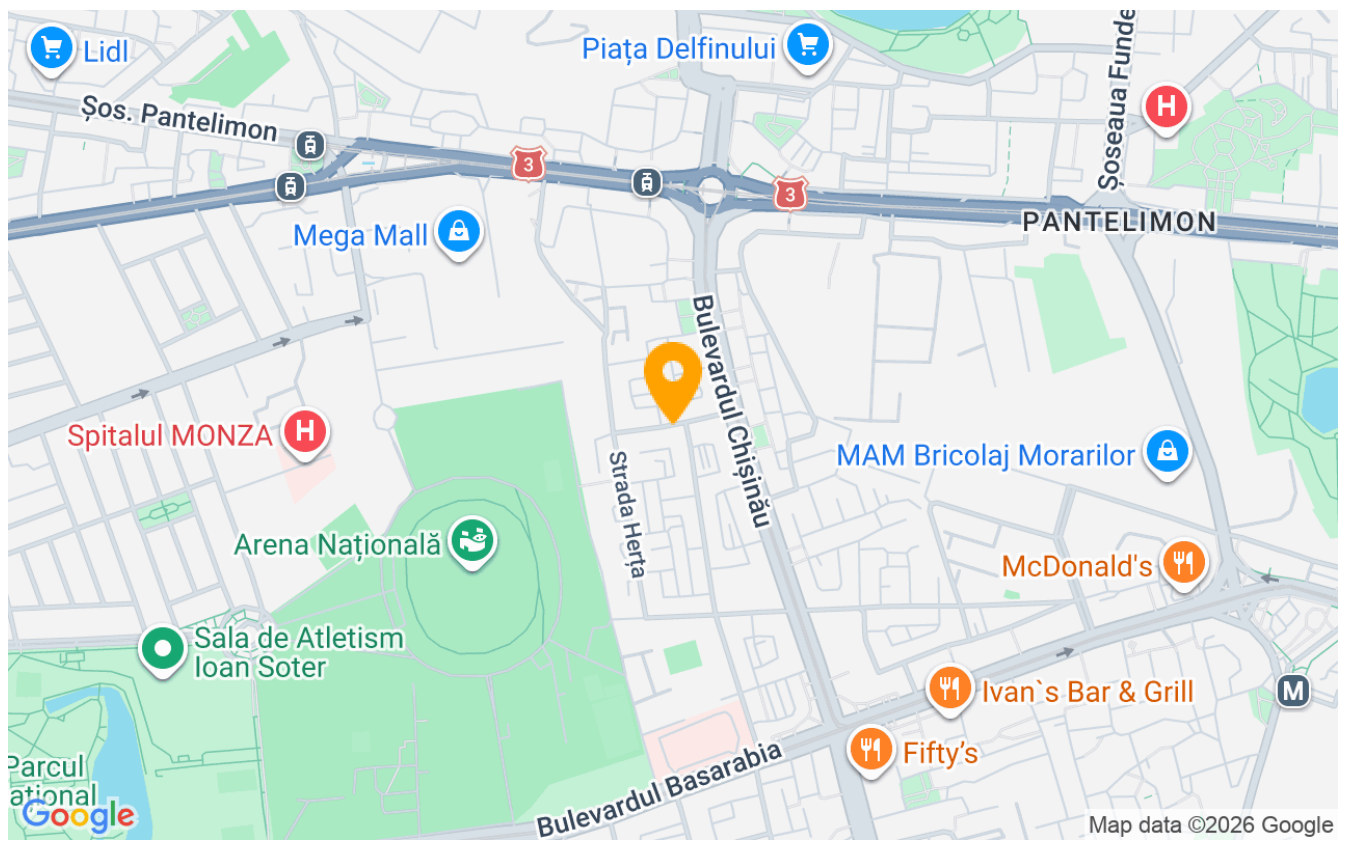 Lidl
Piața Delfinului
Șoseaua Funde
H
Șos. Pantelimon
3
3
PANTELIMON
Mega Mall
Bulevardul Chișinău
Spitalul MONZA
H
MAM Bricolaj Morarilor
Strada Herța
Arena Națională
McDonald's
Sala de Atletism
Ioan Soter
Ivan`s Bar & Grill
M
Fifty's
Parcul
ational
Bulevardul Basarabia
Google
Map data ©2026 Google